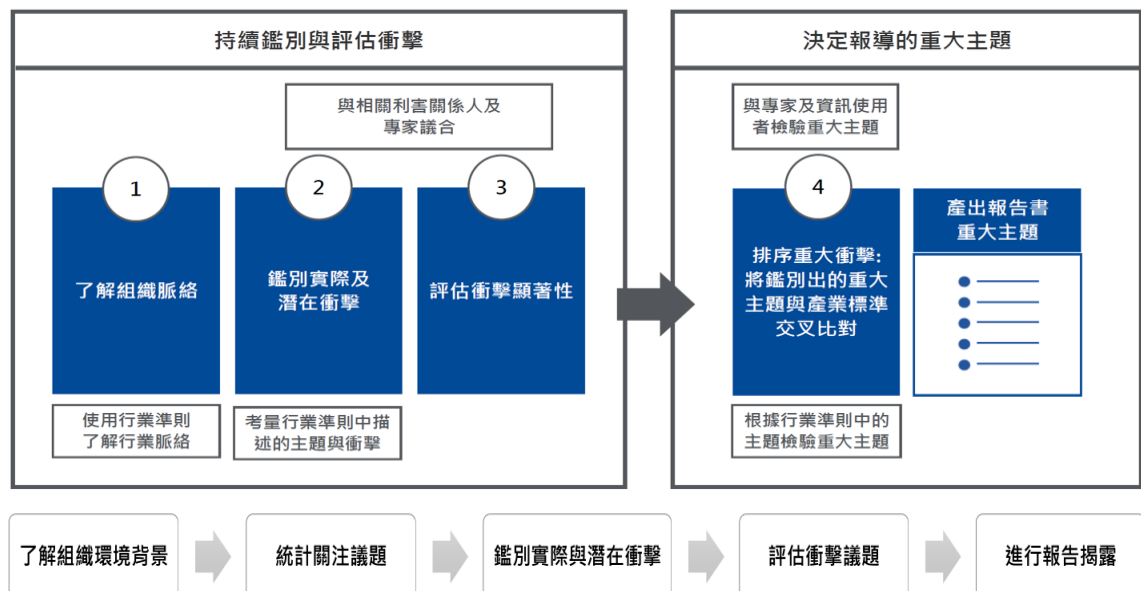 持續鑑別與評估衝擊
與相關利害關係人及
專家議合
1
了解組織脈絡
使用行業準則
了解行業脈絡
2
鑑別實際及
潛在衝擊
考量行業準則中描
述的主題與衝擊
3
評估衝擊顯著性
決定報導的重大主題
與專家及資訊使用
者檢驗重大主題
4
排序重大衝擊:
將鑑別出的重大
主題與產業標準
交叉比對
根據行業準則中的
主題檢驗重大主題
產出報告書
重大主題
了解組織環境背景
統計關注議題
鑑別實際與潛在衝擊
評估衝擊議題
進行報告揭露